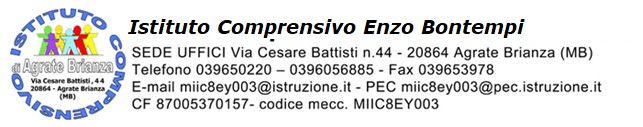 ISTITUTO COMPRENSIVO
di Agrate Brianza
Via Cesare Battisti, 44
20864 - Agrate Brianza
(MB)
Istituto Comprensivo Enzo Bontempi
SEDE UFFICI Via Cesare Battisti n.44 - 20864 Agrate Brianza (MB)
Telefono 039650220 – 0396056885 - Fax 039653978
E-mail miic8ey003@istruzione.it - PEC miic8ey003@pec.istruzione.it
CF 87005370157- codice mecc. MIIC8EY003